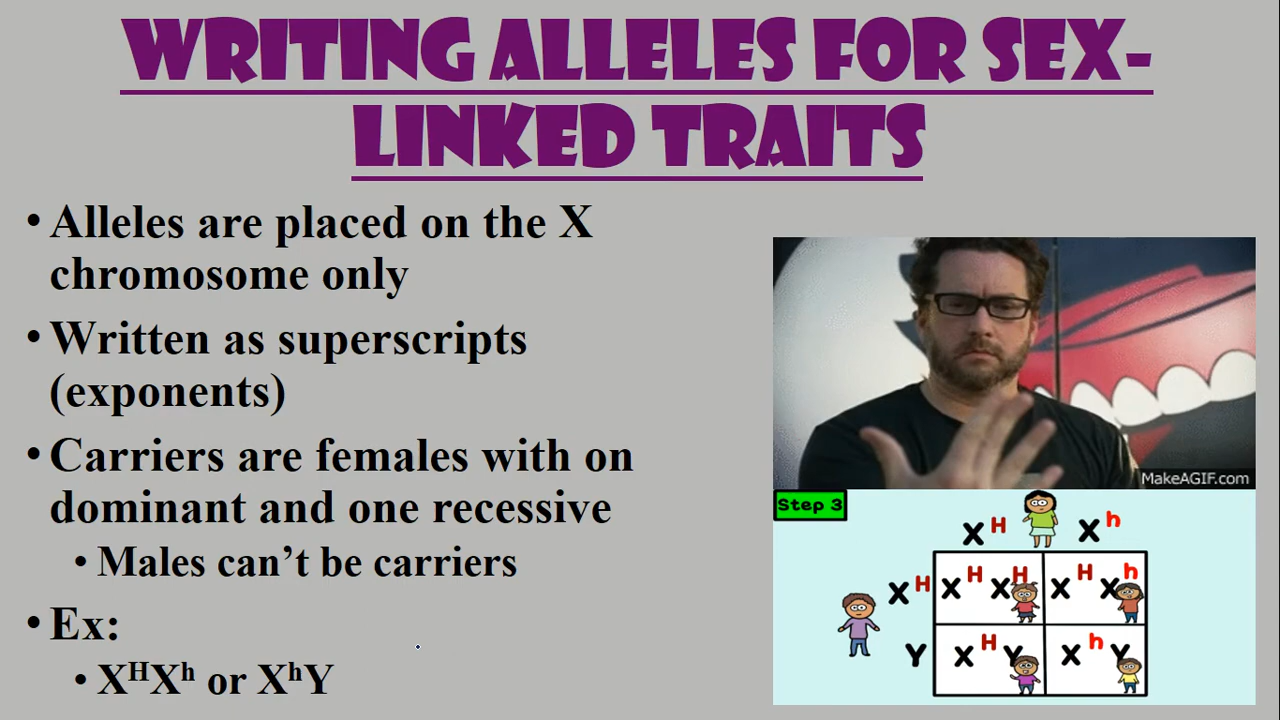 WRITING ALLELES FOR SEX-
LINKED TRAITS
• Alleles are placed on the X
chromosome only
• Written as superscripts
(exponents)
• Carriers are females with on
dominant and one recessive
• Males can’t be carriers
• Ex:
• XᴴXʰ or XʰY
MakeAGIF.com
Step 3
Xᴴ Xʰ
Xᴴ XᴴXᴴ XᴴXʰ
Y XᴴY XʰY